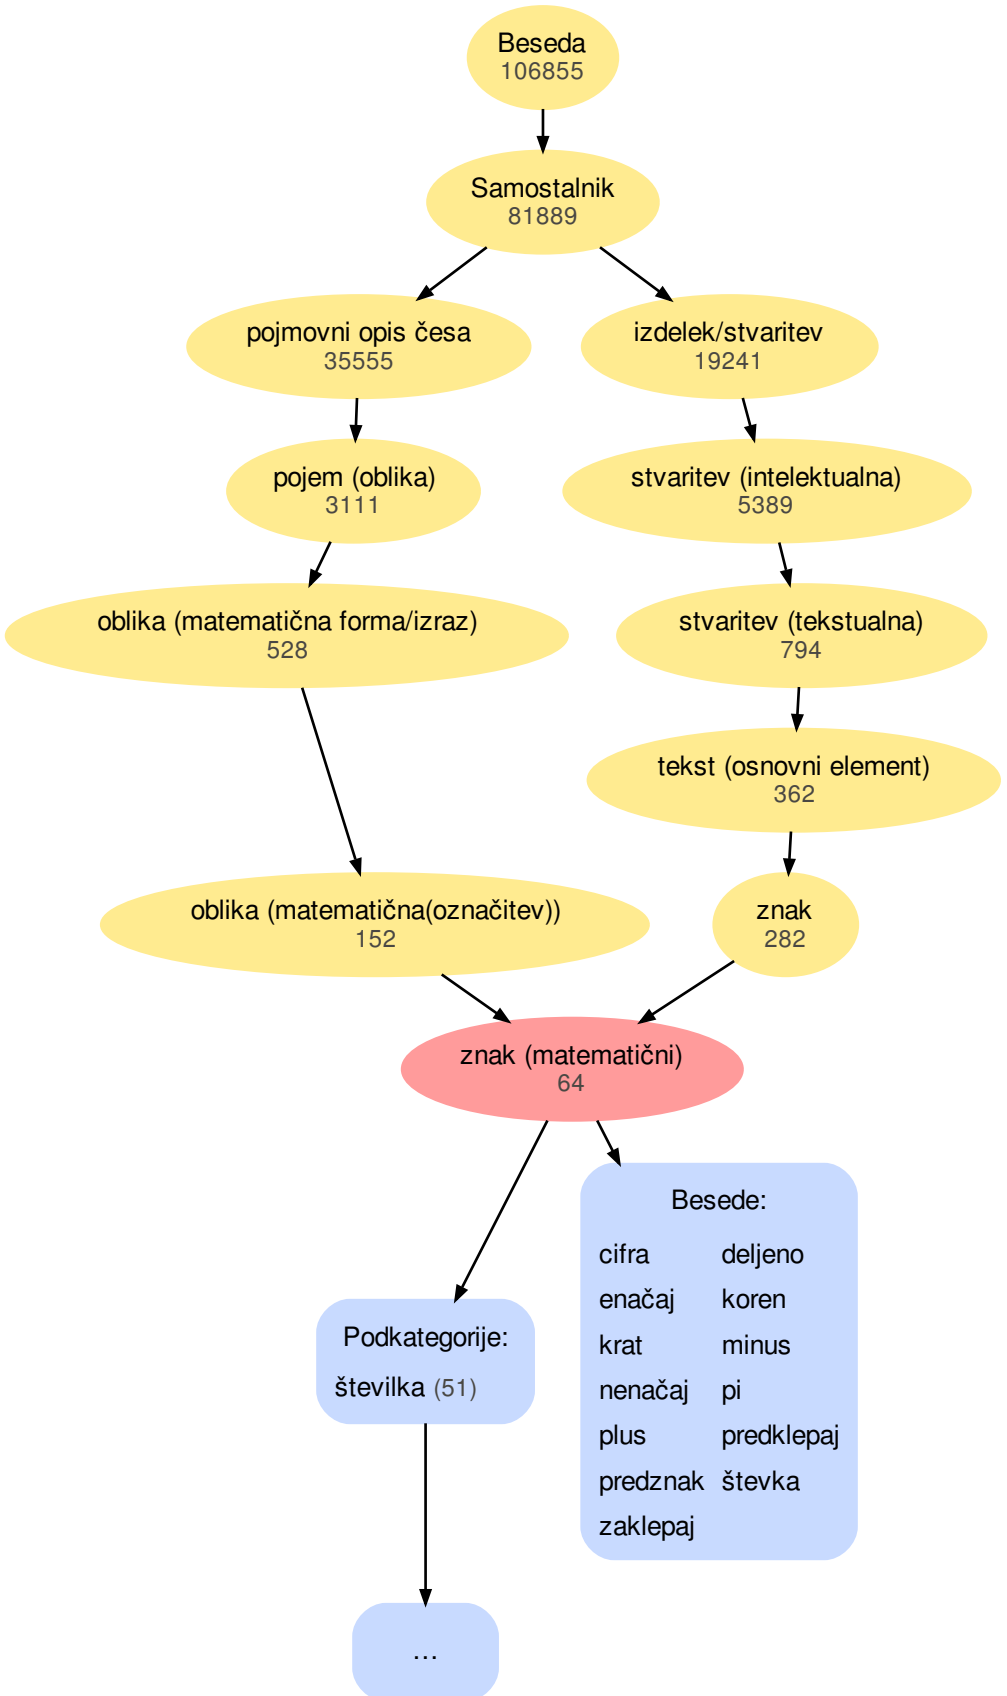 Beseda
106855
Samostalnik
81889
pojmovni opis česa
35555
izdelek/stvaritev
19241
pojem (oblika)
3111
stvaritev (intelektualna)
5389
oblika (matematična forma/izraz)
528
stvaritev (tekstualna)
794
tekst (osnovni element)
362
oblika (matematična(označitev))
152
znak
282
znak (matematični)
64
Podkategorije:
številka (51)
...
Besede:
cifra deljeno
enačaj koren
krat minus
nenačaj pi
plus predklepaj
predznak števka
zaklepaj